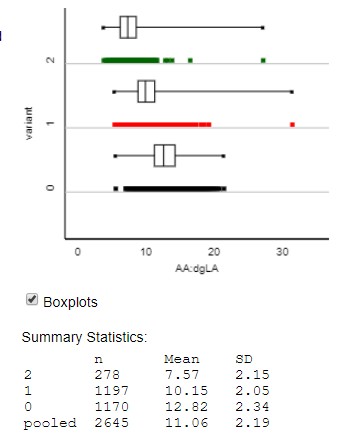 2
1
0
variant
0 10 20 30
AA:dgLA
Boxplots
Summary Statistics:
n Mean SD
2 278 7.57 2.15
1 1197 10.15 2.05
0 1170 12.82 2.34
pooled 2645 11.06 2.19